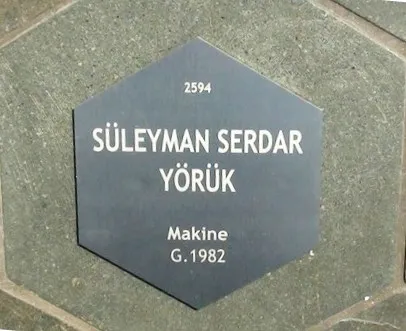 2594
SÜLEYMAN SERDAR
YÖRÜK
Makine
G.1982